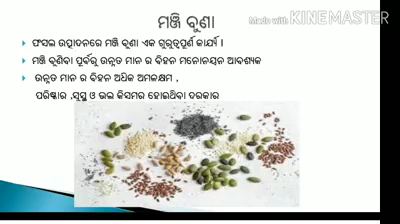 ମଞ୍ଜି ବୁଣା
Made with KINEMASTER
ଫସଲ ଉତ୍ପାଦନରେ ମଞ୍ଜି ବୁଣା ଏକ ଗୁରୁତ୍ୱପୂର୍ଣ କାର୍ଯ୍ୟ ।
ମଞ୍ଜି ବୁଣିବା ପୂର୍ବରୁ ଉନ୍ନତ ମାନ ର ବିହନ ମନୋନୟନ ଆବଶ୍ୟକ
ଉନ୍ନତ ମାନ ର ବିହନ ଅଧିକ ଅମଳକ୍ଷମ ,
ପରିଷ୍କାର ,ସୁସ୍ଥ ଓ ଭଲ କିସମର ହୋଇଥିବା ଦରକାର